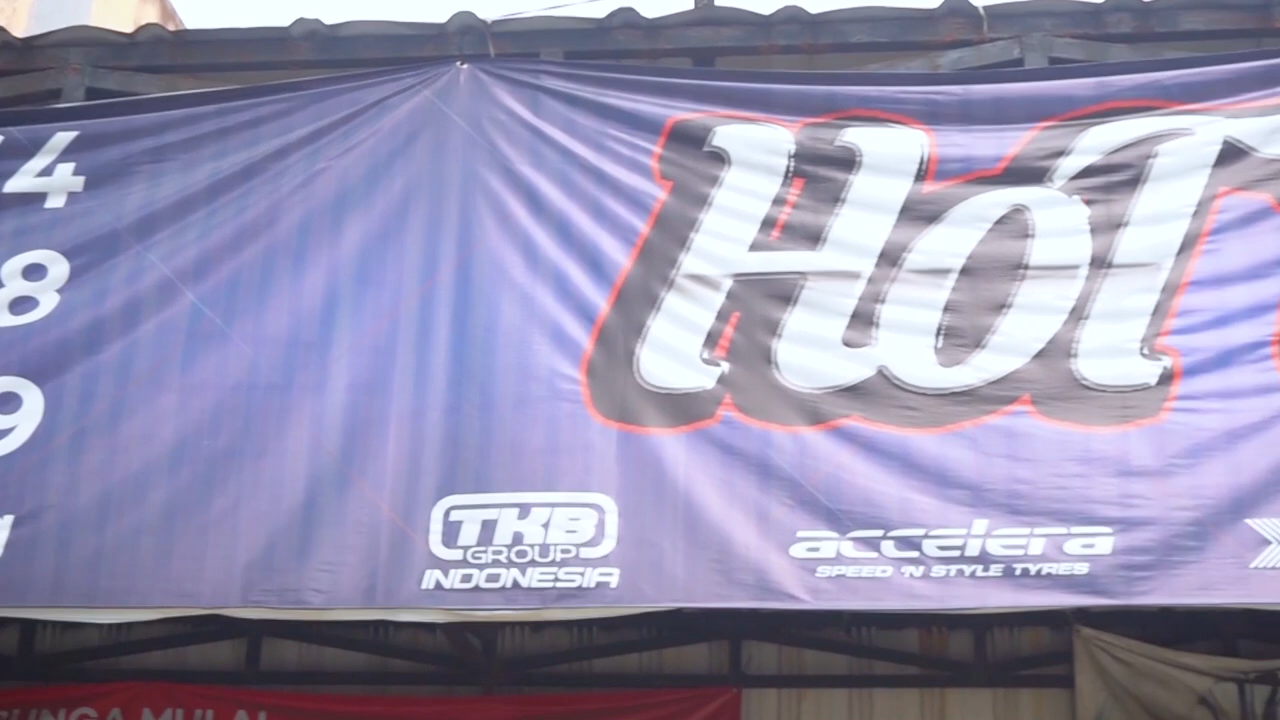 4
8
9
HoT
TKB
GROUP
INDONESIA
accelera
SPEED 'N STYLE TYRES
BUNGA MULAI